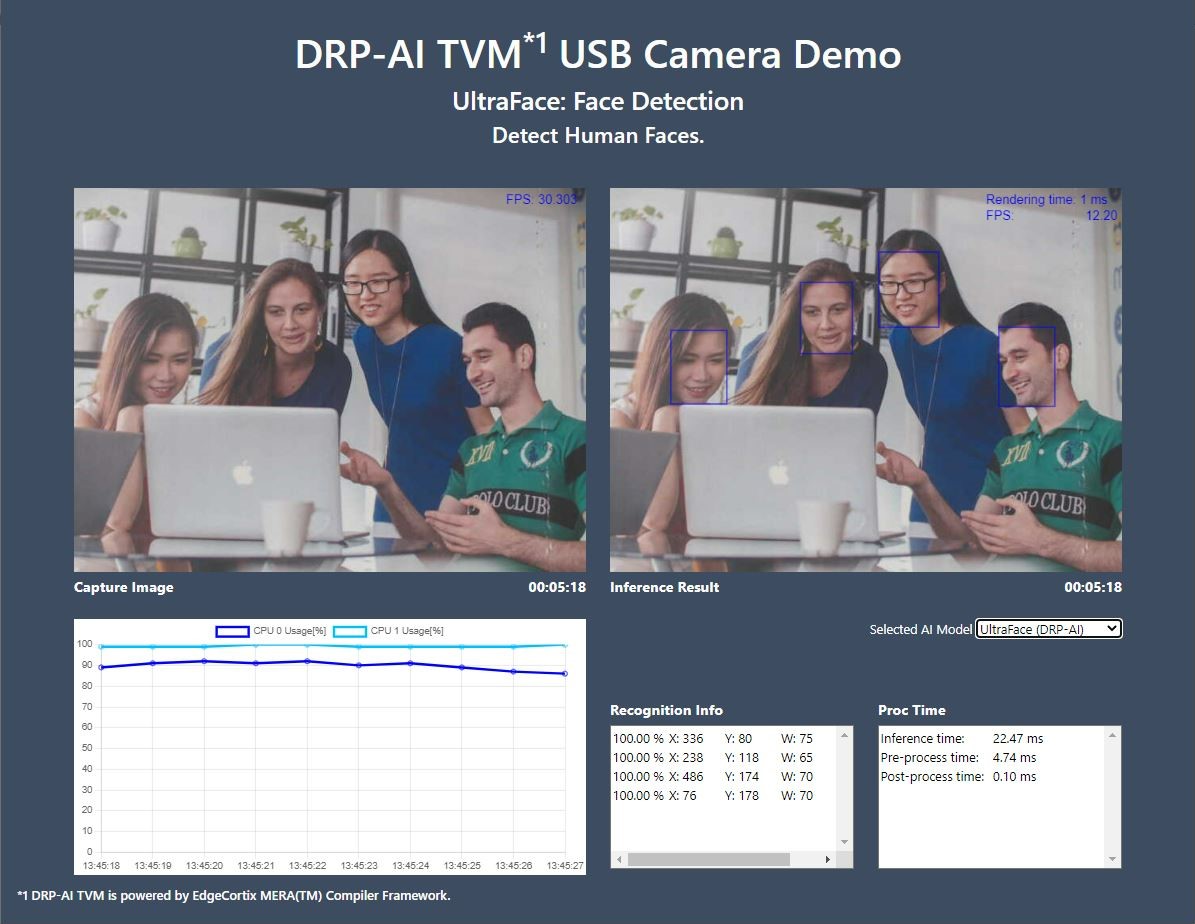 DRP-AI TVM*1 USB Camera Demo
UltraFace: Face Detection
Detect Human Faces.
FPS: 30.303
Rendering time: 1 ms
FPS: 12.20
XVII
POLO CLUB
XVII
POLO CLUB
Capture Image 00:05:18
Inference Result 00:05:18
CPU 0 Usage[%] CPU 1 Usage[%]
100
90
80
70
60
50
40
30
20
10
0
13:45:18 13:45:19 13:45:20 13:45:21 13:45:22 13:45:23 13:45:24 13:45:25 13:45:26 13:45:27
Selected AI Model UltraFace (DRP-AI)
Recognition Info
100.00 % X: 336 Y: 80 W: 75
100.00 % X: 238 Y: 118 W: 65
100.00 % X: 486 Y: 174 W: 70
100.00 % X: 76 Y: 178 W: 70
Proc Time
Inference time: 22.47 ms
Pre-process time: 4.74 ms
Post-process time: 0.10 ms
*1 DRP-AI TVM is powered by EdgeCortix MERA(TM) Compiler Framework.